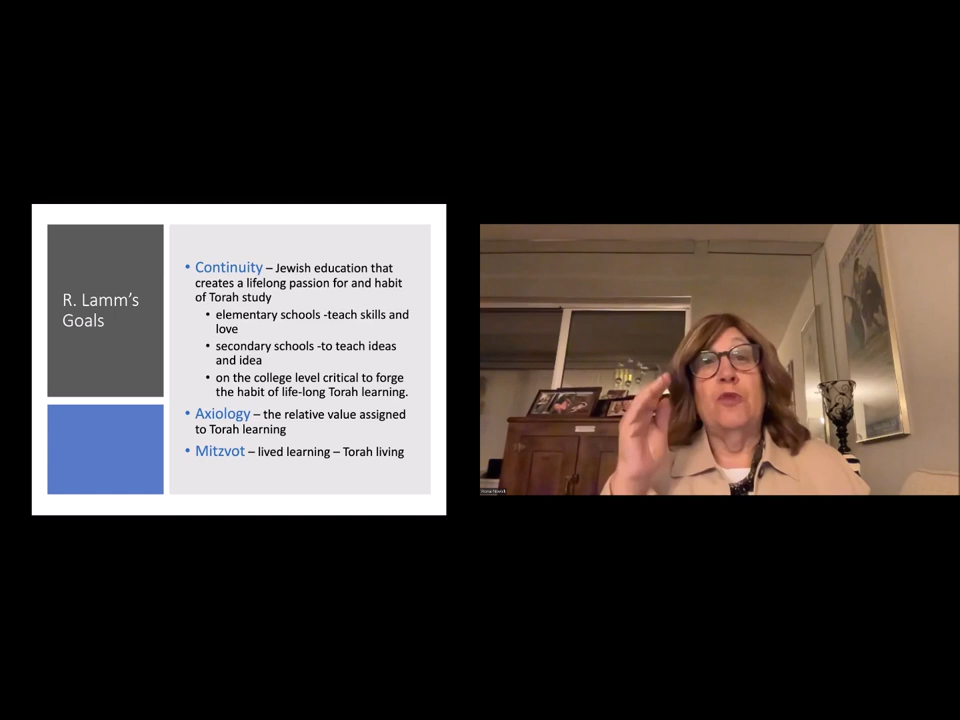 R. Lamm's
Goals
• Continuity – Jewish education that
creates a lifelong passion for and habit
of Torah study
• elementary schools -teach skills and
love
• secondary schools -to teach ideas
and idea
• on the college level critical to forge
the habit of life-long Torah learning.
• Axiology – the relative value assigned
to Torah learning
• Mitzvot – lived learning – Torah living